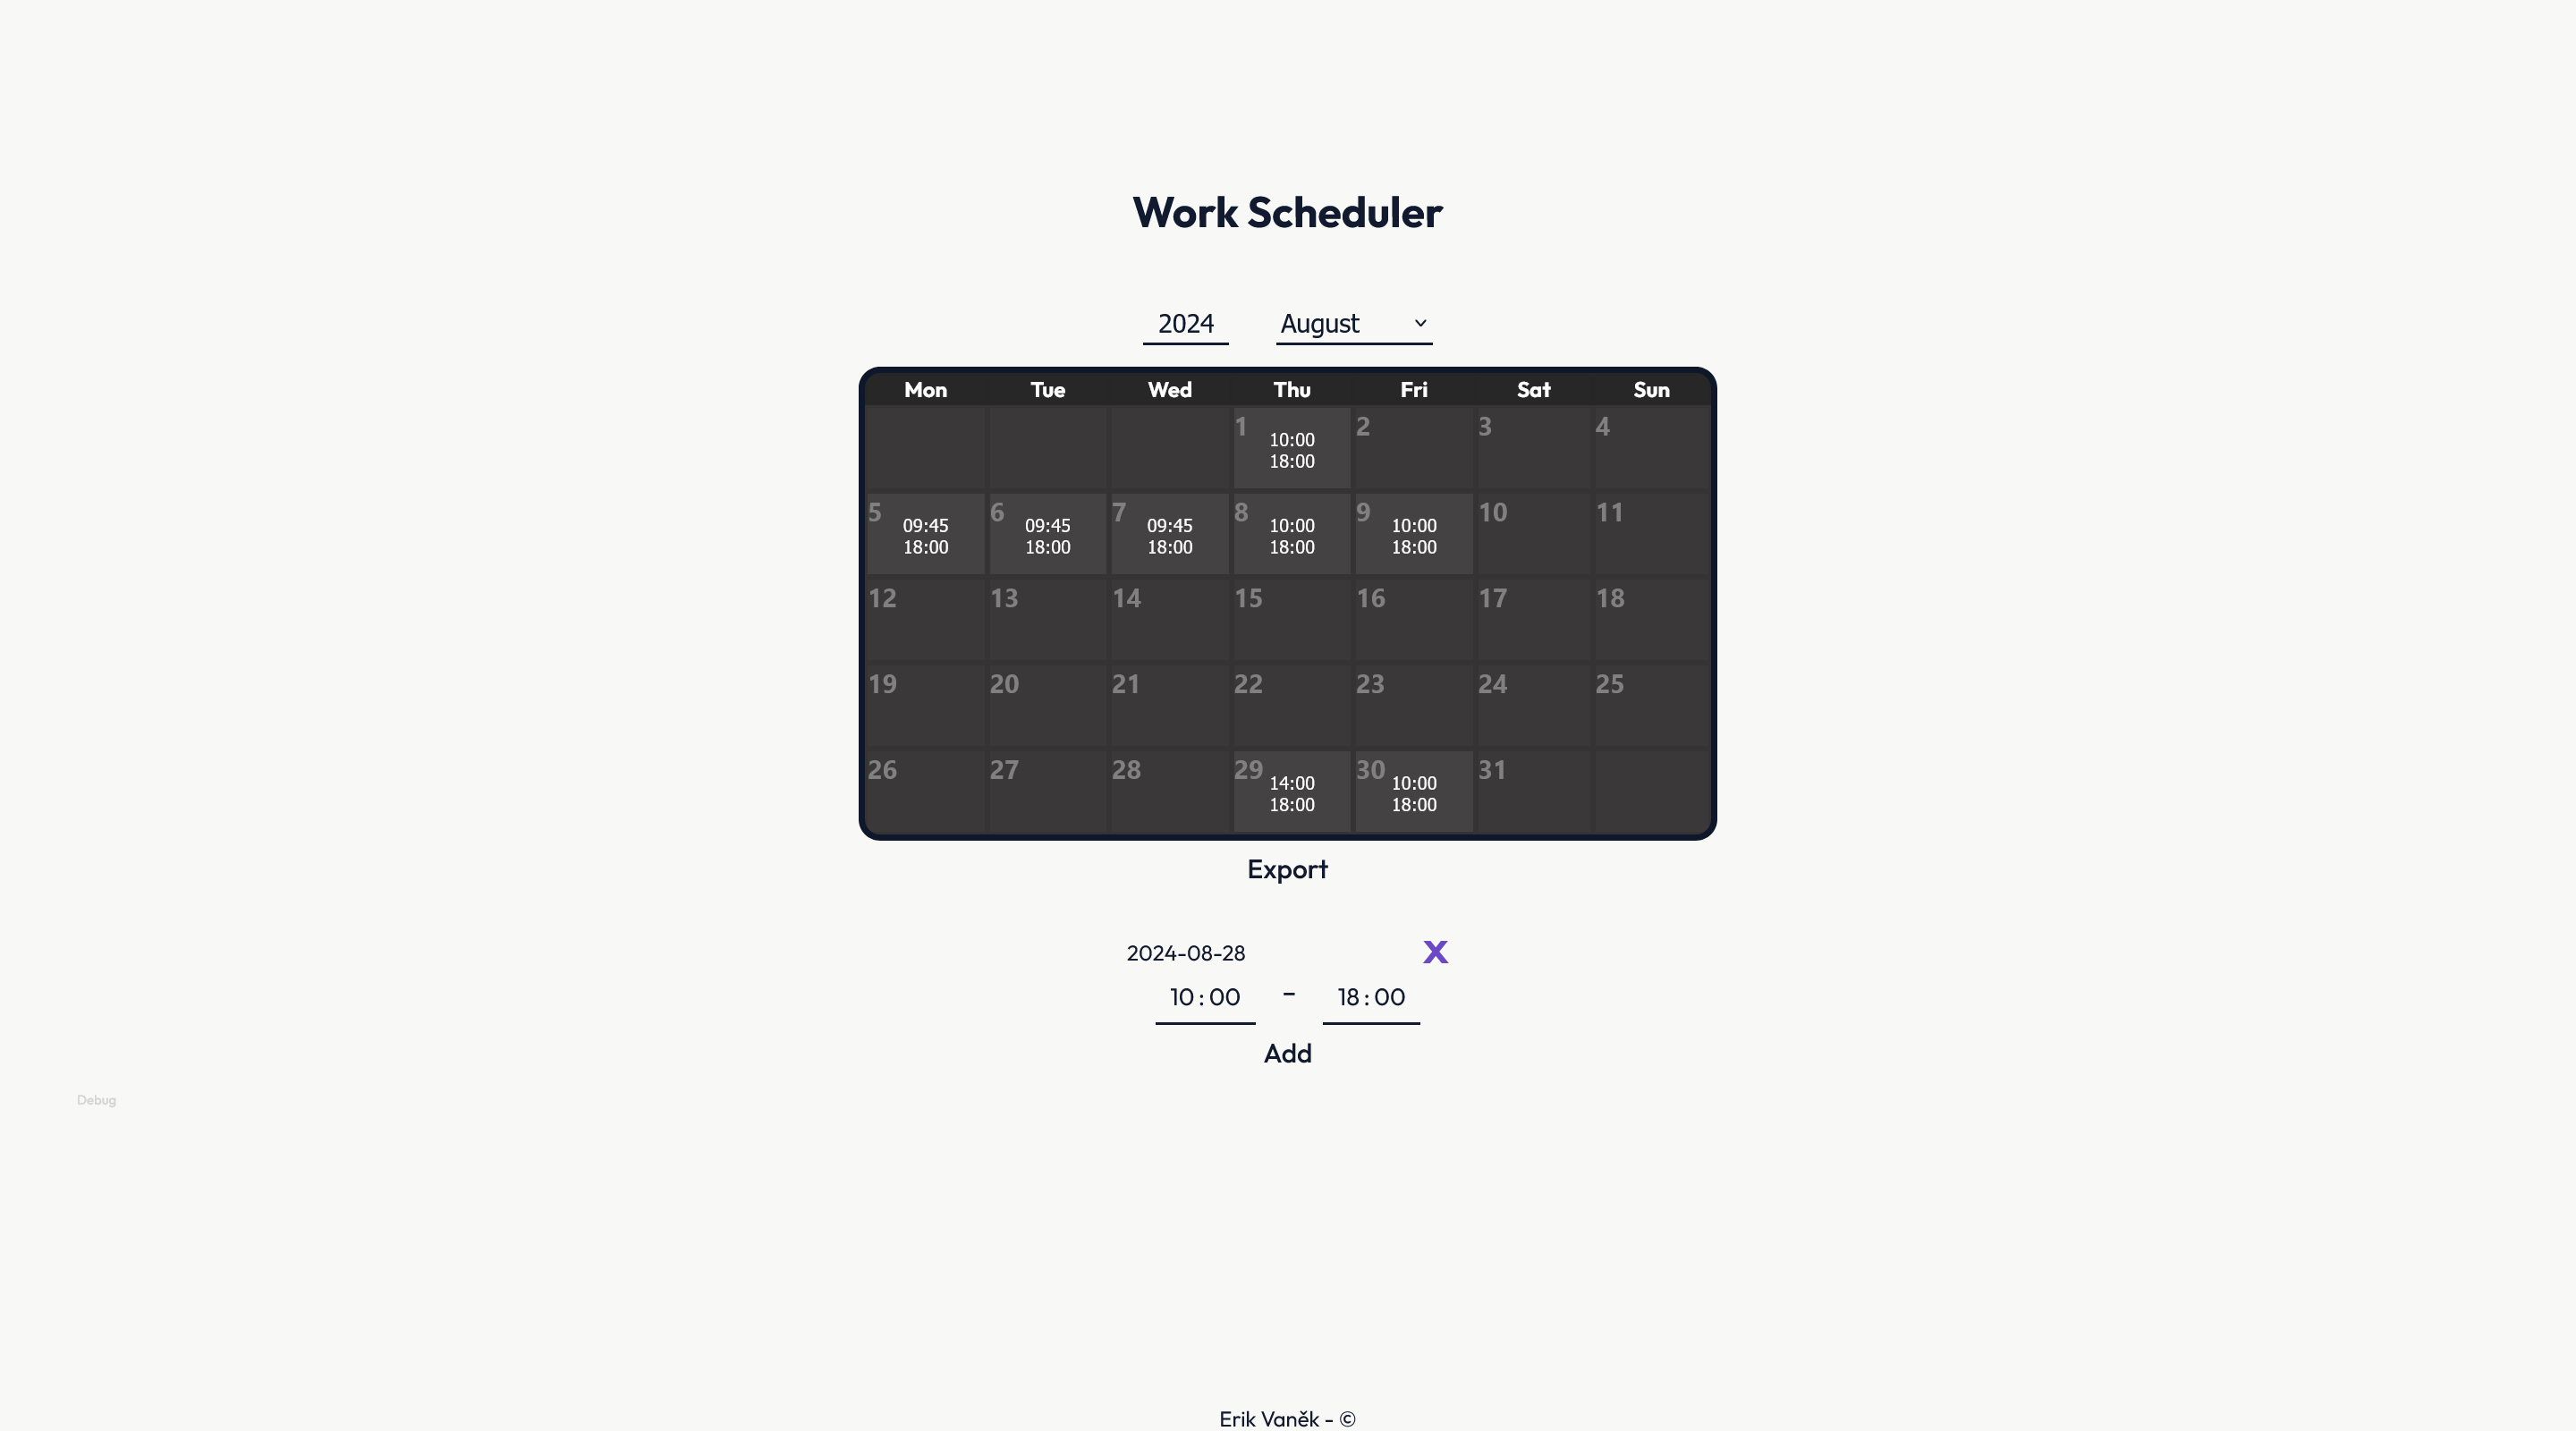 Work Scheduler
2024 August
Mon Tue Wed Thu Fri Sat Sun
1 2 3 4
10:00
18:00
5 6 7 8 9 10 11
09:45 09:45 09:45 10:00 10:00
18:00 18:00 18:00 18:00 18:00
12 13 14 15 16 17 18
19 20 21 22 23 24 25
26 27 28 29 30 31
14:00 10:00
18:00 18:00
Export
2024-08-28 X
10:00 - 18:00
Add
Debug
Erik Vaněk - ©